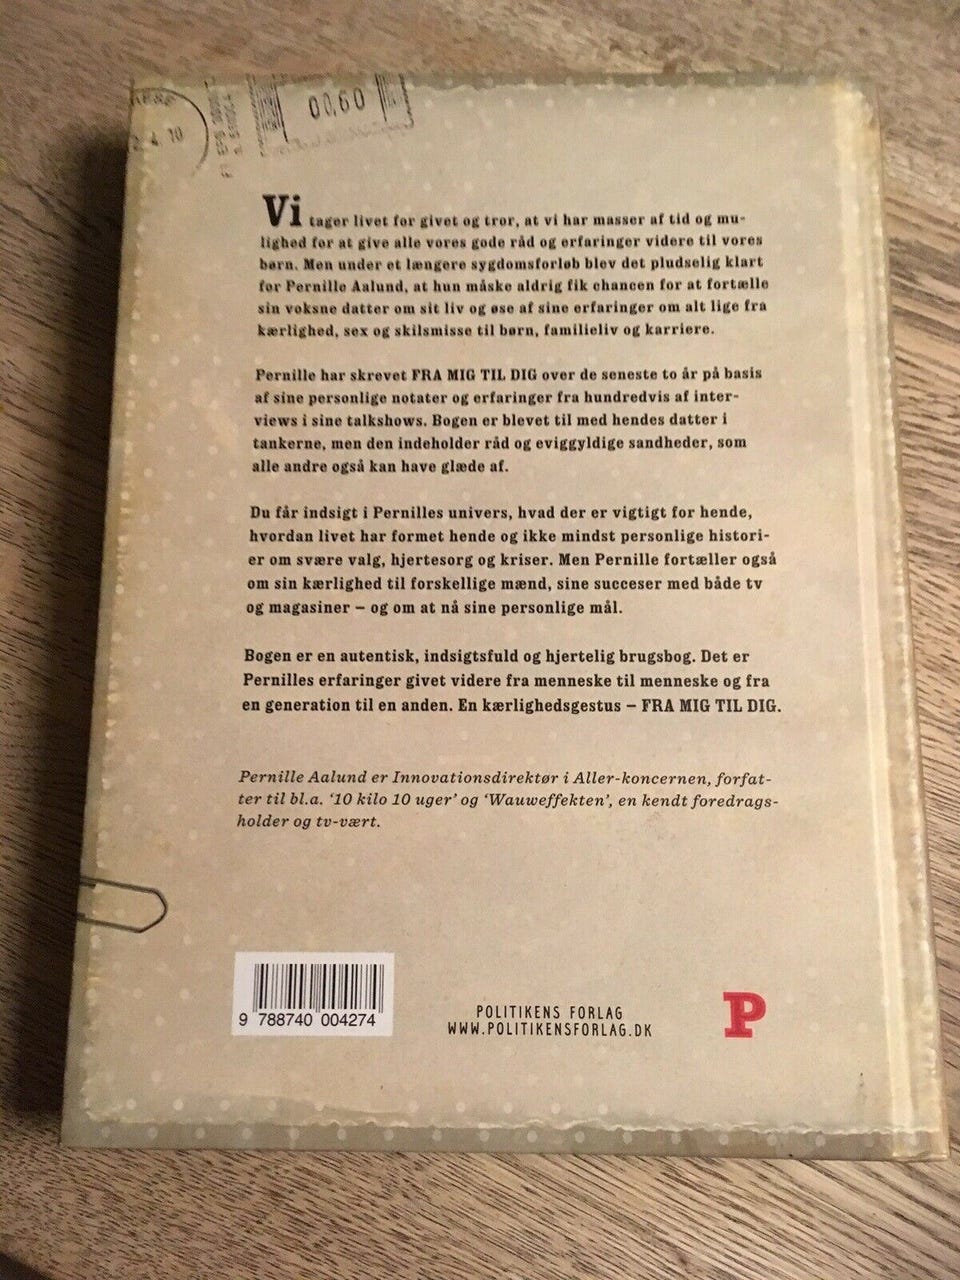 2.4.10
00.60
Vi tager livet for givet og tror, at vi har masser af tid og mu-
lighed for at give alle vores gode råd og erfaringer videre til vores
børn. Men under et længere sygdomsforløb blev det pludselig klart
for Pernille Aalund, at hun måske aldrig fik chancen for at fortælle
sin voksne datter om sit liv og øse af sine erfaringer om alt lige fra
kærlighed, sex og skilsmisse til børn, familieliv og karriere.
Pernille har skrevet FRA MIG TIL DIG over de seneste to år på basis
af sine personlige notater og erfaringer fra hundredvis af inter-
views i sine talkshows. Bogen er blevet til med hendes datter i
tankerne, men den indeholder råd og eviggyldige sandheder, som
alle andre også kan have glæde af.
Du får indsigt i Pernilles univers, hvad der er vigtigt for hende,
hvordan livet har formet hende og ikke mindst personlige histori-
er om svære valg, hjertesorg og kriser. Men Pernille fortæller også
om sin kærlighed til forskellige mænd, sine succeser med både tv
og magasiner – og om at nå sine personlige mål.
Bogen er en autentisk, indsigtsfuld og hjertelig brugsbog. Det er
Pernilles erfaringer givet videre fra menneske til menneske og fra
en generation til en anden. En kærlighedsgestus – FRA MIG TIL DIG.
Pernille Aalund er Innovationsdirektør i Aller-koncernen, forfat-
ter til bl.a. '10 kilo 10 uger' og 'Wauweffekten', en kendt foredrags-
holder og tv-vært.
9 788740 004274
POLITIKENS FORLAG
WWW.POLITIKENSFORLAG.DK
P